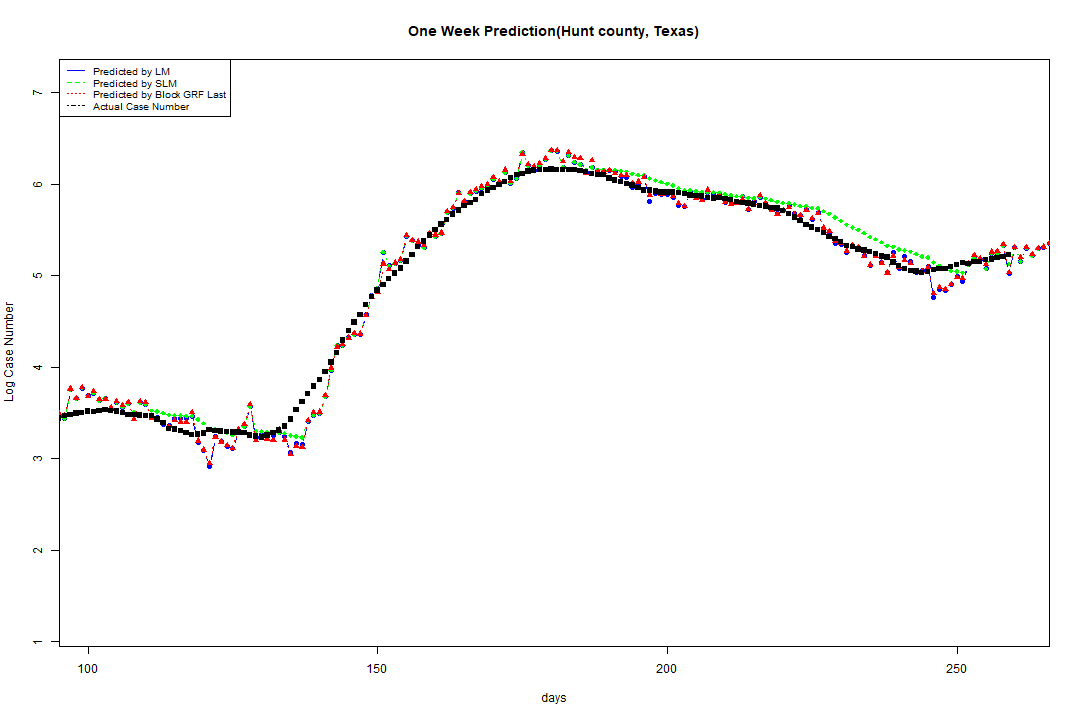 One Week Prediction(Hunt county, Texas)
Predicted by LM
Predicted by SLM
Predicted by Block GRF Last
Actual Case Number
7
6
5
4
3
2
1
Log Case Number
100 150 200 250
days